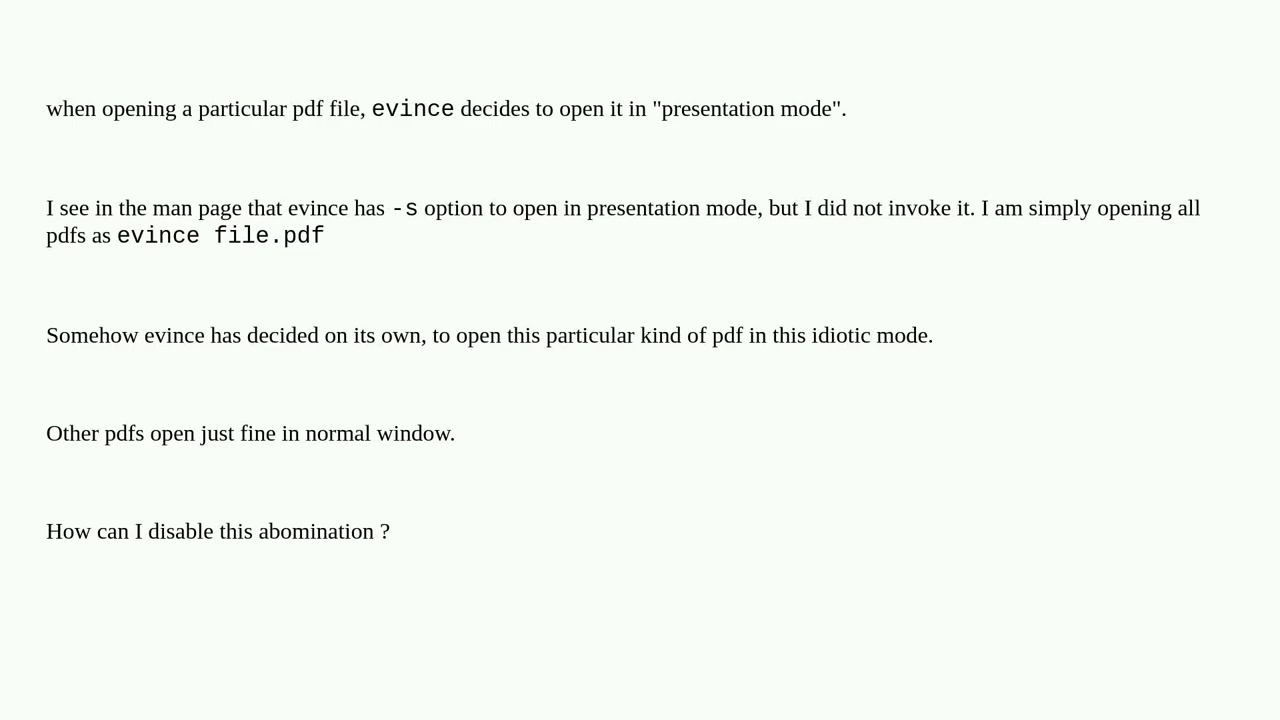 when opening a particular pdf file, evince decides to open it in "presentation mode".
I see in the man page that evince has -s option to open in presentation mode, but I did not invoke it. I am simply opening all
pdfs as evince file.pdf
Somehow evince has decided on its own, to open this particular kind of pdf in this idiotic mode.
Other pdfs open just fine in normal window.
How can I disable this abomination ?